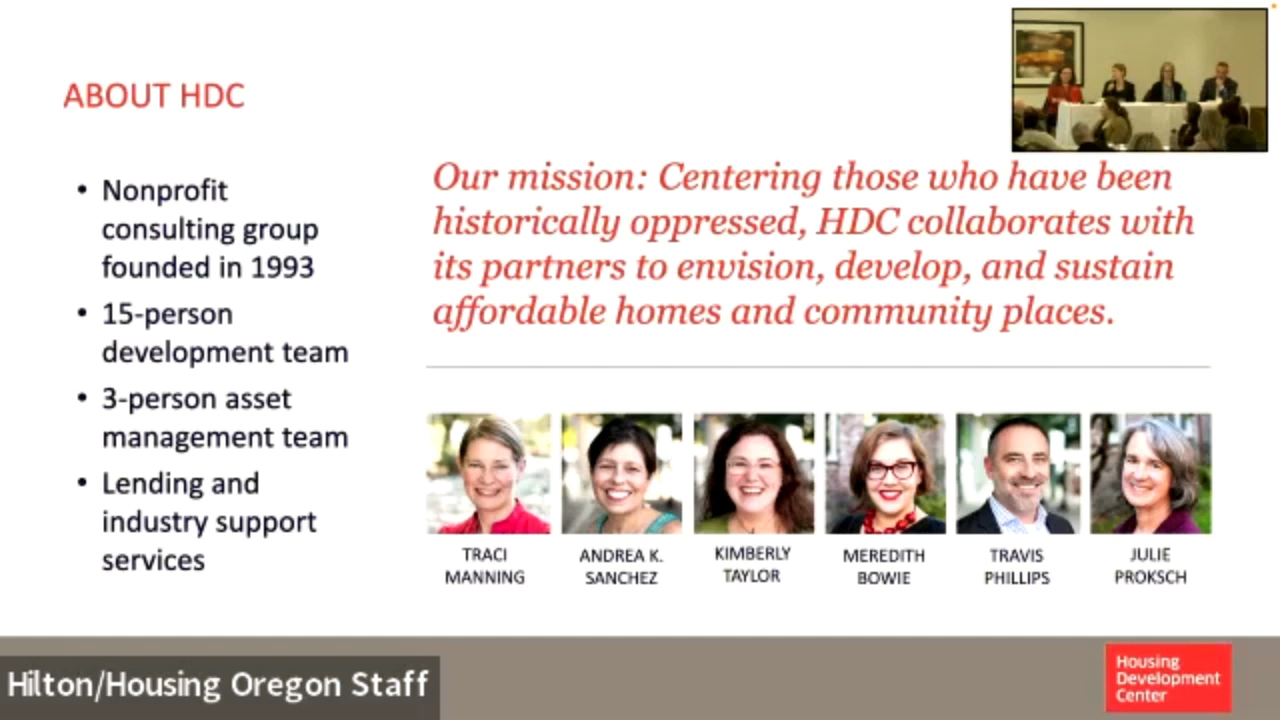 ABOUT HDC
• Nonprofit
consulting group
founded in 1993
• 15-person
development team
• 3-person asset
management team
• Lending and
industry support
services
Our mission: Centering those who have been
historically oppressed, HDC collaborates with
its partners to envision, develop, and sustain
affordable homes and community places.
TRACI
MANNING
ANDREA K.
SANCHEZ
KIMBERLY
TAYLOR
MEREDITH
BOWIE
TRAVIS
PHILLIPS
JULIE
PROKSCH
Hilton/Housing Oregon Staff
Housing
Development
Center